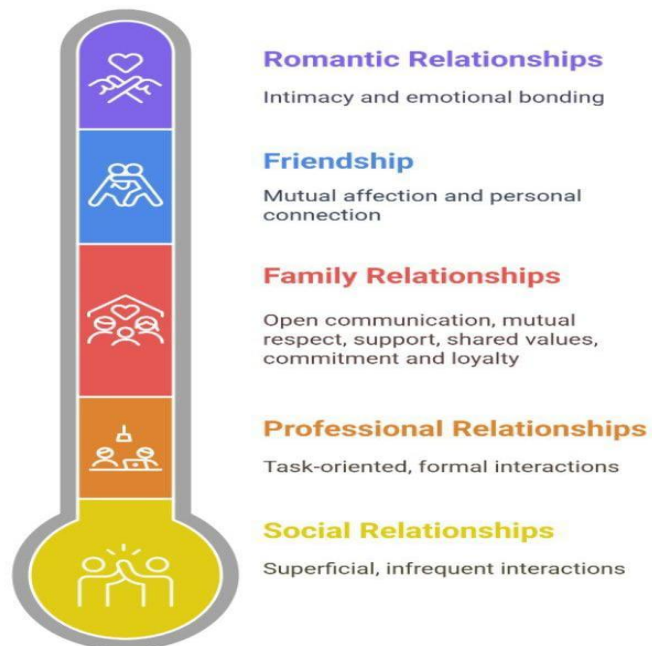 Romantic Relationships
Intimacy and emotional bonding
Friendship
Mutual affection and personal
connection
Family Relationships
Open communication, mutual
respect, support, shared values,
commitment and loyalty
Professional Relationships
Task-oriented, formal interactions
Social Relationships
Superficial, infrequent interactions